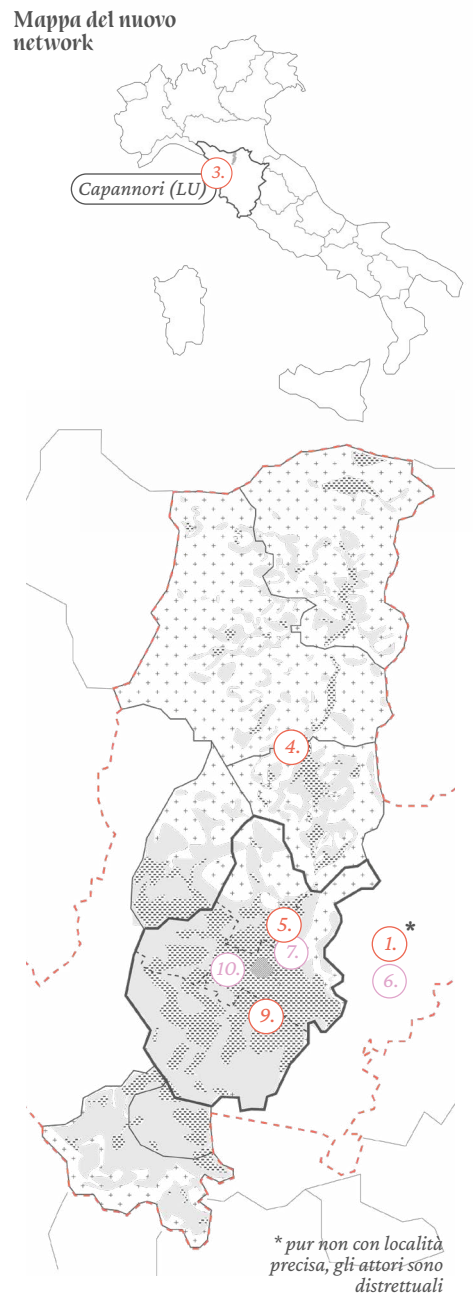 Mappa del nuovo
network
3.
Capannori (LU)
4.
5.
*
1.
7.
10.
6.
9.
* pur non con località
precisa, gli attori sono
distrettuali